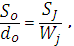 S_o/d_o = S_J/W_j ,